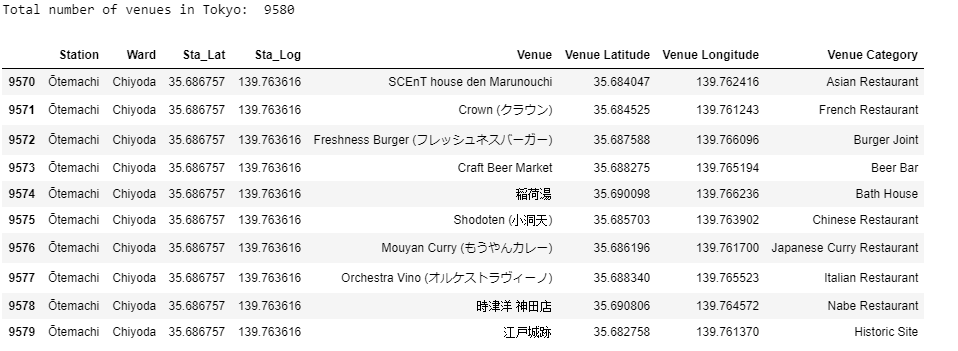 Total number of venues in Tokyo: 9580
Station Ward Sta_Lat Sta_Log Venue Venue Latitude Venue Longitude Venue Category
9570 Ōtemachi Chiyoda 35.686757 139.763616 SCEnT house den Marunouchi 35.684047 139.762416 Asian Restaurant
9571 Ōtemachi Chiyoda 35.686757 139.763616 Crown (クラウン) 35.684525 139.761243 French Restaurant
9572 Ōtemachi Chiyoda 35.686757 139.763616 Freshness Burger (フレッシュネスバーガー) 35.687588 139.766096 Burger Joint
9573 Ōtemachi Chiyoda 35.686757 139.763616 Craft Beer Market 35.688275 139.765194 Beer Bar
9574 Ōtemachi Chiyoda 35.686757 139.763616 稲荷湯 35.690098 139.766236 Bath House
9575 Ōtemachi Chiyoda 35.686757 139.763616 Shodoten (小洞天) 35.685703 139.763902 Chinese Restaurant
9576 Ōtemachi Chiyoda 35.686757 139.763616 Mouyan Curry (もうやんカレー) 35.686196 139.761700 Japanese Curry Restaurant
9577 Ōtemachi Chiyoda 35.686757 139.763616 Orchestra Vino (オルケストラヴィーノ) 35.688340 139.765523 Italian Restaurant
9578 Ōtemachi Chiyoda 35.686757 139.763616 時津洋 神田店 35.690806 139.764572 Nabe Restaurant
9579 Ōtemachi Chiyoda 35.686757 139.763616 江戸城跡 35.682758 139.761370 Historic Site